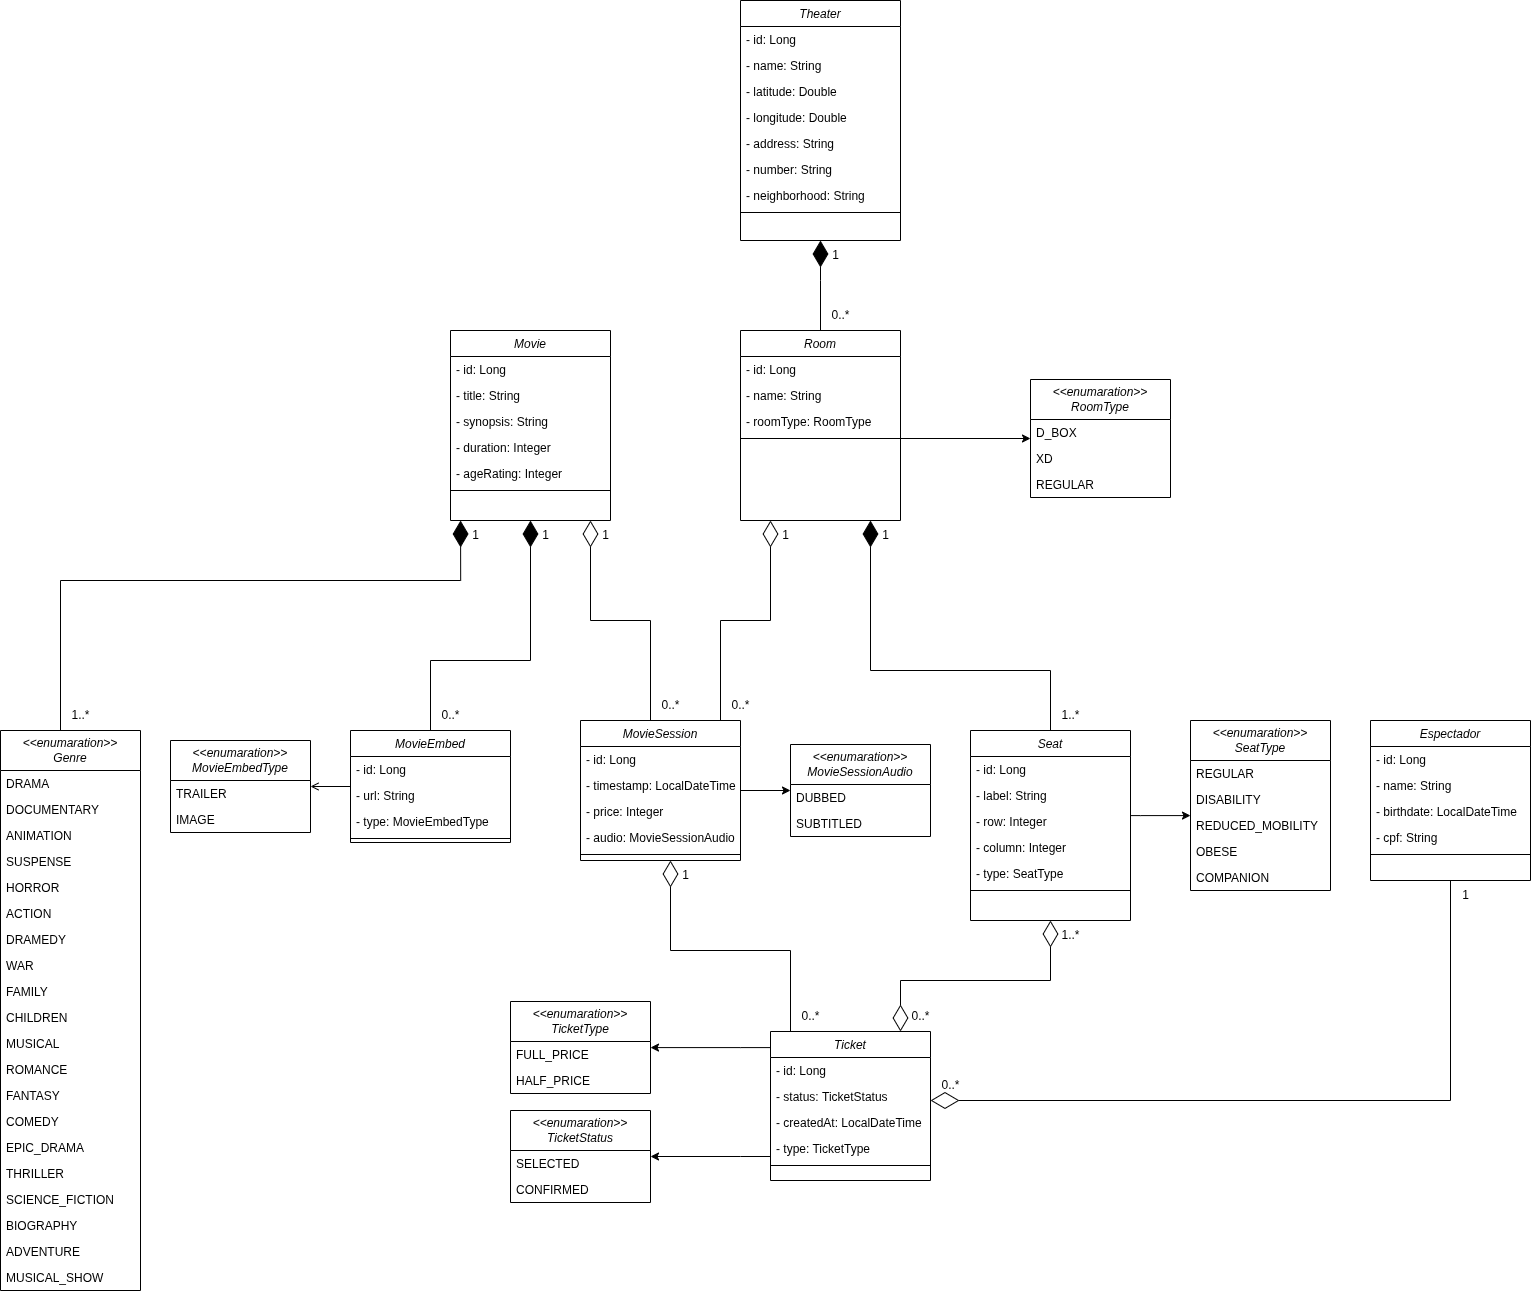 Theater
- id: Long
- name: String
- latitude: Double
- longitude: Double
- address: String
- number: String
- neighborhood: String
1
0..*
Movie
- id: Long
- title: String
- synopsis: String
- duration: Integer
- ageRating: Integer
1
1
1
Room
- id: Long
- name: String
- roomType: RoomType
1
1
<<enumaration>>
RoomType
D_BOX
XD
REGULAR
1..*
0..*
0..*
0..*
1..*
<<enumaration>>
Genre
DRAMA
DOCUMENTARY
ANIMATION
SUSPENSE
HORROR
ACTION
DRAMEDY
WAR
FAMILY
CHILDREN
MUSICAL
ROMANCE
FANTASY
COMEDY
EPIC_DRAMA
THRILLER
SCIENCE_FICTION
BIOGRAPHY
ADVENTURE
MUSICAL_SHOW
<<enumaration>>
MovieEmbedType
TRAILER
IMAGE
MovieEmbed
- id: Long
- url: String
- type: MovieEmbedType
MovieSession
- id: Long
- timestamp: LocalDateTime
- price: Integer
- audio: MovieSessionAudio
1
<<enumaration>>
MovieSessionAudio
DUBBED
SUBTITLED
Seat
- id: Long
- label: String
- row: Integer
- column: Integer
- type: SeatType
1..*
<<enumaration>>
SeatType
REGULAR
DISABILITY
REDUCED_MOBILITY
OBESE
COMPANION
Espectador
- id: Long
- name: String
- birthdate: LocalDateTime
- cpf: String
1
<<enumaration>>
TicketType
FULL_PRICE
HALF_PRICE
<<enumaration>>
TicketStatus
SELECTED
CONFIRMED
0..*
0..*
Ticket
- id: Long
- status: TicketStatus
- createdAt: LocalDateTime
- type: TicketType
0..*